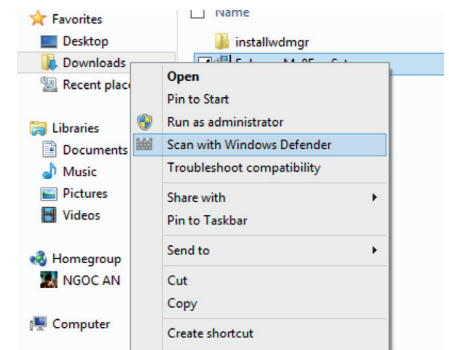 Favorites
Desktop
Downloads
Recent place
Libraries
Documents
Music
Pictures
Videos
Homegroup
NGOC AN
Computer
Name
installwdmgr
Open
Pin to Start
Run as administrator
Scan with Windows Defender
Troubleshoot compatibility
Share with
Pin to Taskbar
Send to
Cut
Copy
Create shortcut